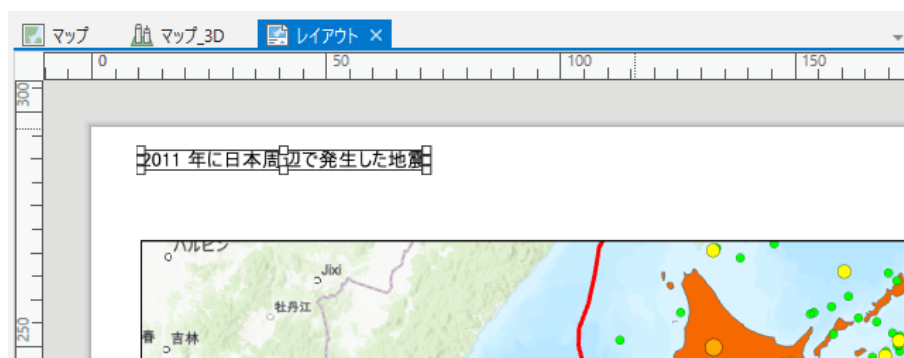 マップ
マップ_3D
レイアウト
0
50
100
150
300
2011 年に日本周辺で発生した地震
ハルビン
Jixi
牡丹江
春
吉林
250